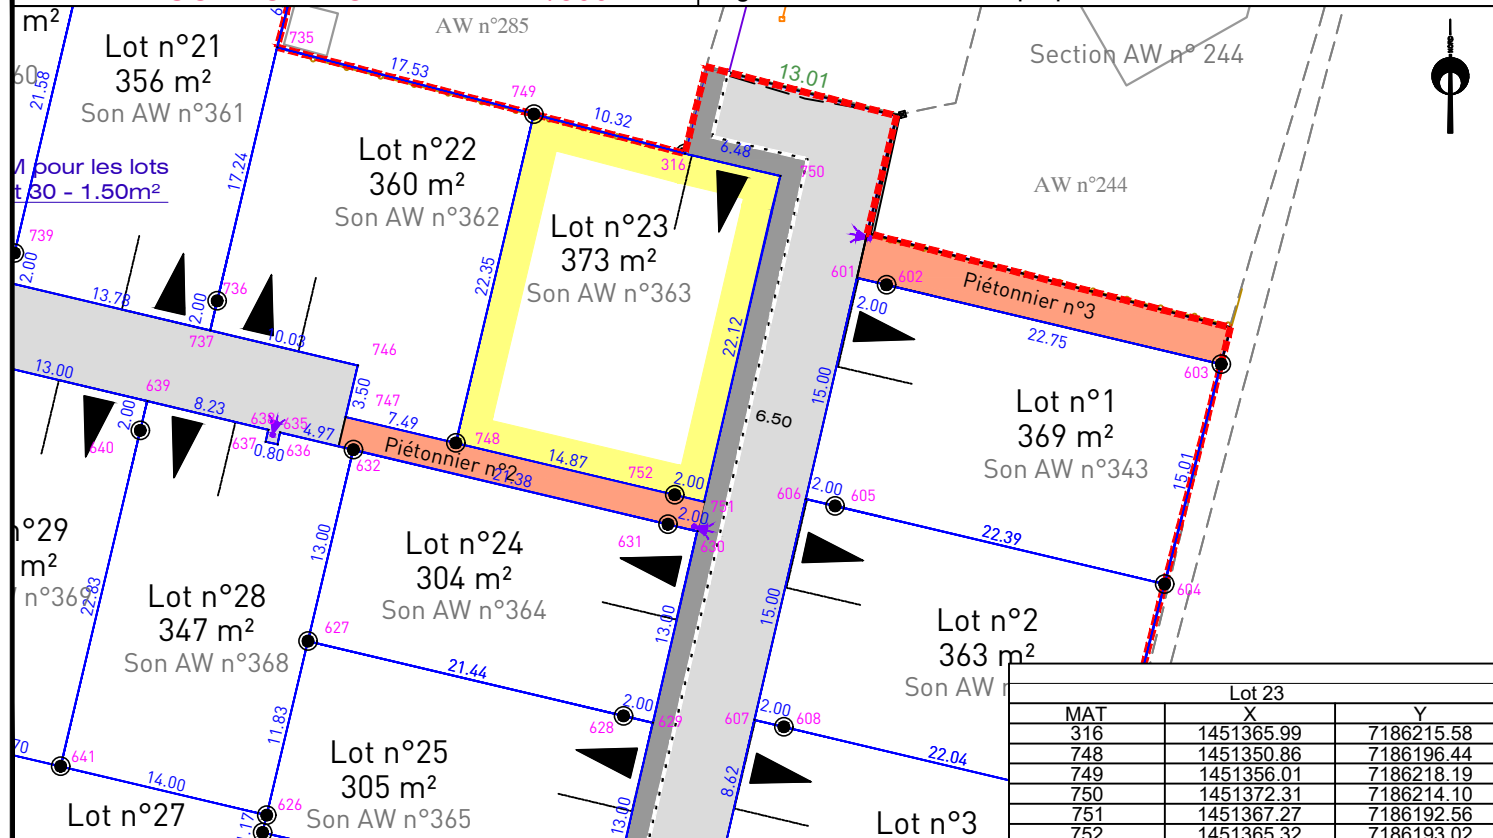 m²
Lot n°21
356 m²
Son AW n°361
21.58
735
17.53
749
AW n°285
10.32
13.01
Section AW n° 244
NORD
AW n°244
Lot n°22
360 m²
Son AW n°362
17.24
M pour les lots
t 30 - 1.50m²
316
6.48
750
Lot n°23
373 m²
Son AW n°363
22.35
22.12
739
2.00
13.78
736
2.00
737
10.03
746
601
602
Piétonnier n°3
2.00
22.75
603
15.00
6.50
Lot n°1
369 m²
Son AW n°343
15.01
13.00
639
8.23
2.00
640
638
635
637
636
0.80
4.97
3.50
747
7.49
748
632
Piétonnier n°2
21.38
14.87
752
2.00
751
2.00
631
630
606
2.00
605
22.39
604
n°29
m²
22.83
Lot n°28
347 m²
Son AW n°368
13.00
627
Lot n°24
304 m²
Son AW n°364
13.00
15.00
Lot n°2
363 m²
Son AW n
21.44
2.00
628
629
607
2.00
608
22.04
11.83
641
14.00
626
Lot n°27
Lot n°25
305 m²
Son AW n°365
13.00
8.62
Lot n°3
Lot 23
MAT X Y
316 1451365.99 7186215.58
748 1451350.86 7186196.44
749 1451356.01 7186218.19
750 1451372.31 7186214.10
751 1451367.27 7186192.56
752 1451365.32 7186193.02